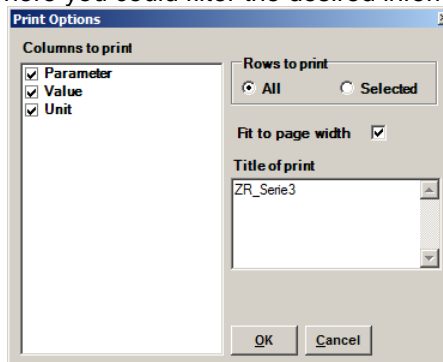 here you could filter the desired
Print Options
Columns to print
Parameter
Value
Unit
Rows to print
All
Selected
Fit to page width
Title of print
ZR_Serie3
OK
Cancel